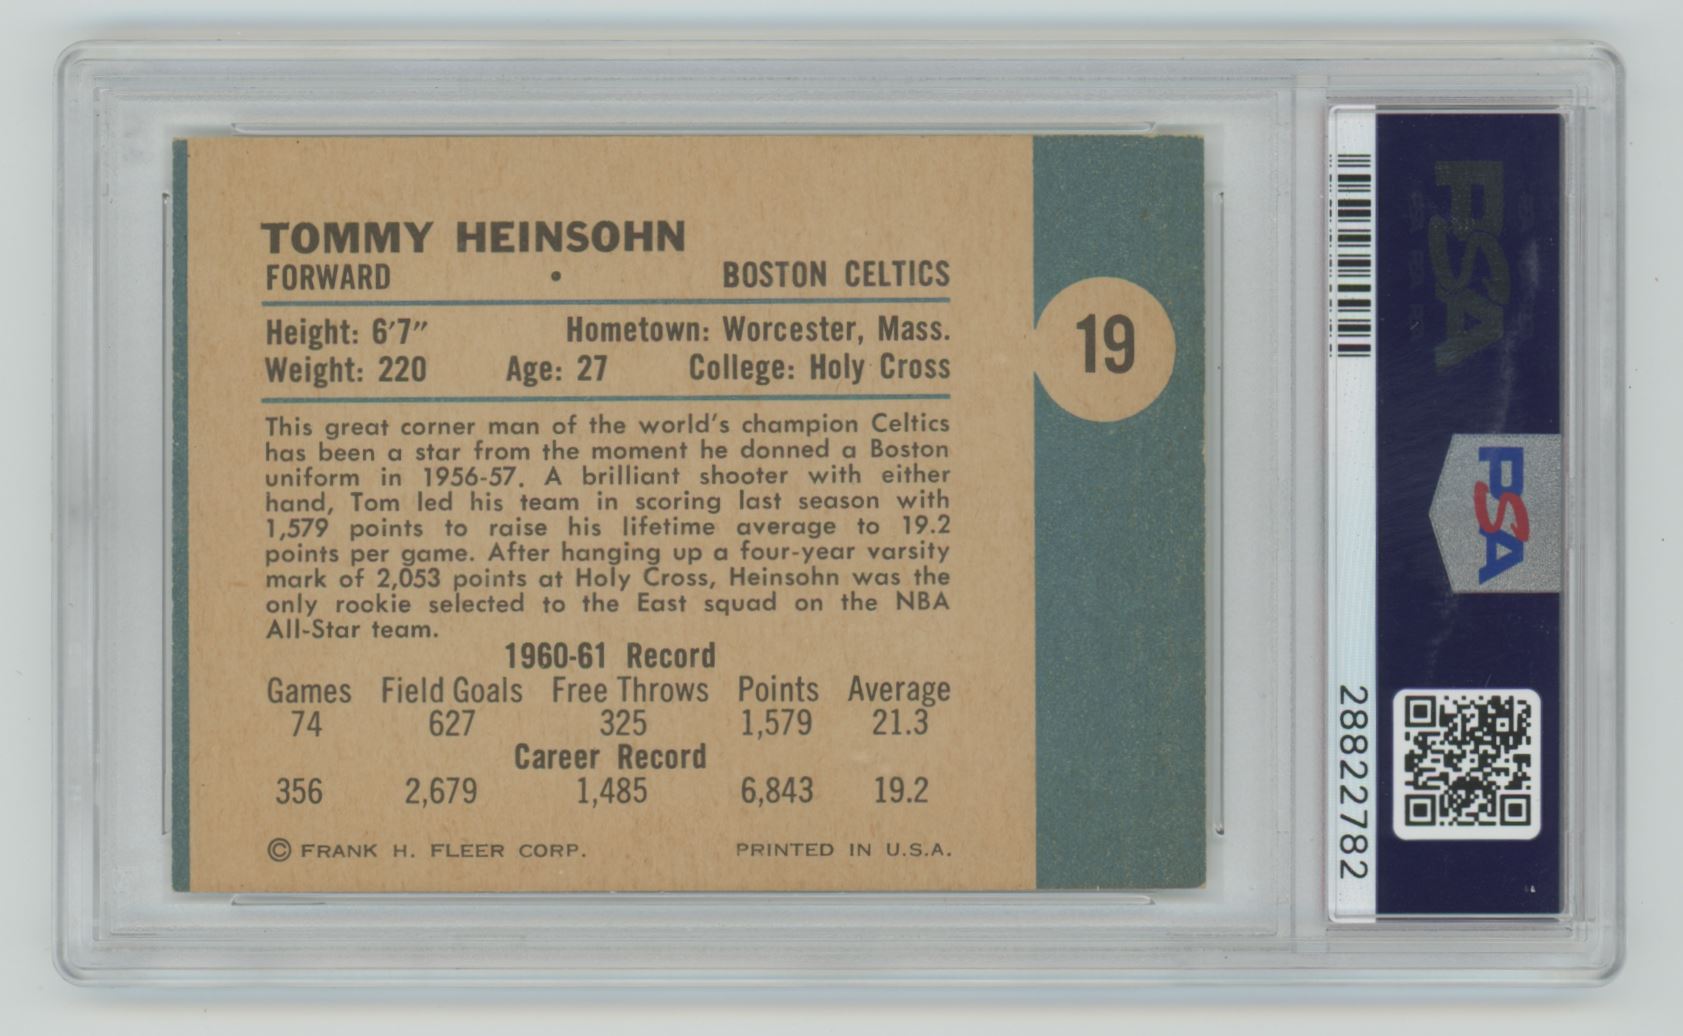 TOMMY HEINSOHN
FORWARD • BOSTON CELTICS
Height: 6'7" Hometown: Worcester, Mass.
Weight: 220 Age: 27 College: Holy Cross
This great corner man of the world's champion Celtics
has been a star from the moment he donned a Boston
uniform in 1956-57. A brilliant shooter with either
hand, Tom led his team in scoring last season with
1,579 points to raise his lifetime average to 19.2
points per game. After hanging up a four-year varsity
mark of 2,053 points at Holy Cross, Heinsohn was the
only rookie selected to the East squad on the NBA
All-Star team.
1960-61 Record
Games Field Goals Free Throws Points Average
74 627 325 1,579 21.3
Career Record
356 2,679 1,485 6,843 19.2
© FRANK H. FLEER CORP. PRINTED IN U.S.A.
19
PSA
PSA
28822782